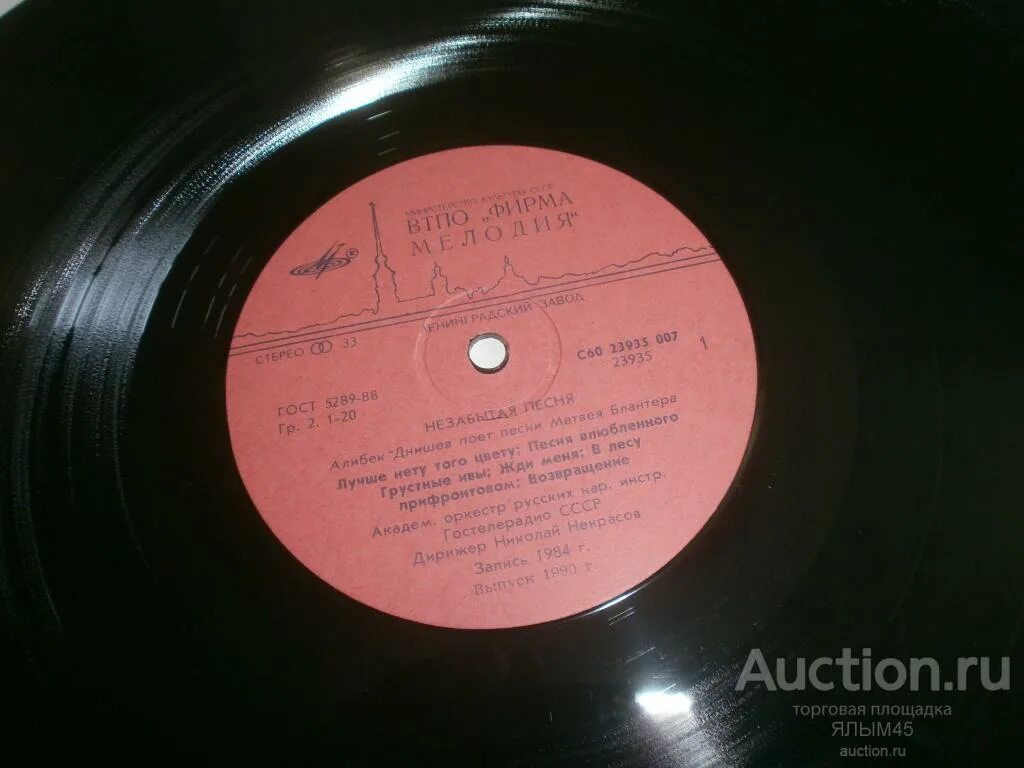 МИНИСТЕРСТВО КУЛЬТУРЫ СССР
ВТПО „ФИРМА
МЕЛОДИЯ"
®
ЛЕНИНГРАДСКИЙ ЗАВОД
СТЕРЕО 33
С60 23935 007
23935
1
ГОСТ 5289-88
Гр. 2. 1-20
НЕЗАБЫТАЯ ПЕСНЯ
Алибек Днишев поет песни Матвея Блантера
Лучше нету того цвету; Песня влюбленного
Грустные ивы; Жди меня; В лесу
прифронтовом; Возвращение
Академ. оркестр русских нар. инстр.
Гостелерадио СССР
Дирижер Николай Некрасов
Запись 1984 г.
Выпуск 1990 г
Auction.ru
торговая площадка
ЯЛЫМ45
auction.ru